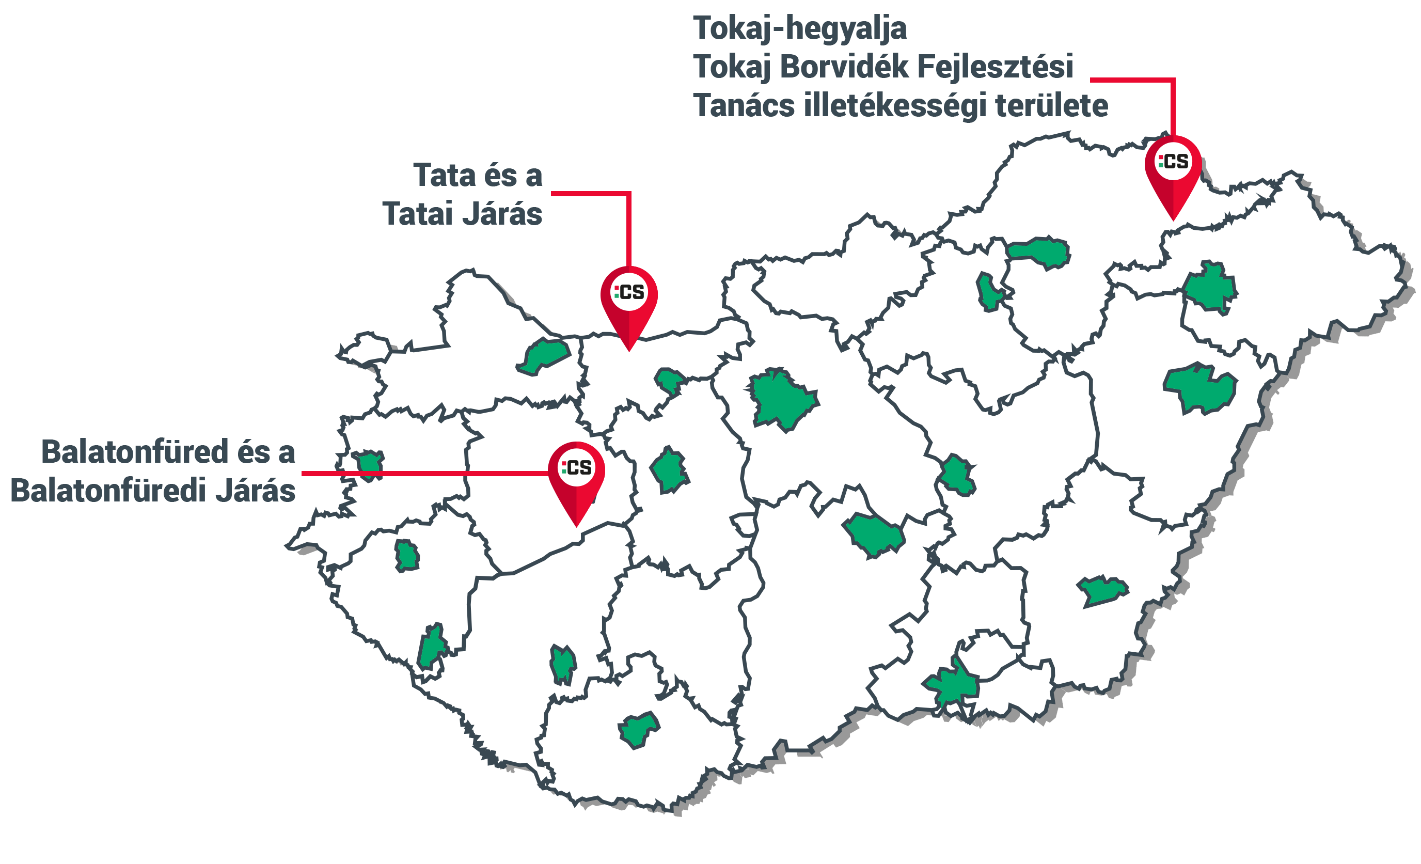 Tokaj-hegyalja
Tokaj Borvidék Fejlesztési
Tanács illetékességi területe
:CS
Tata és a
Tatai Járás
:CS
Balatonfüred és a
Balatonfüredi Járás
:CS